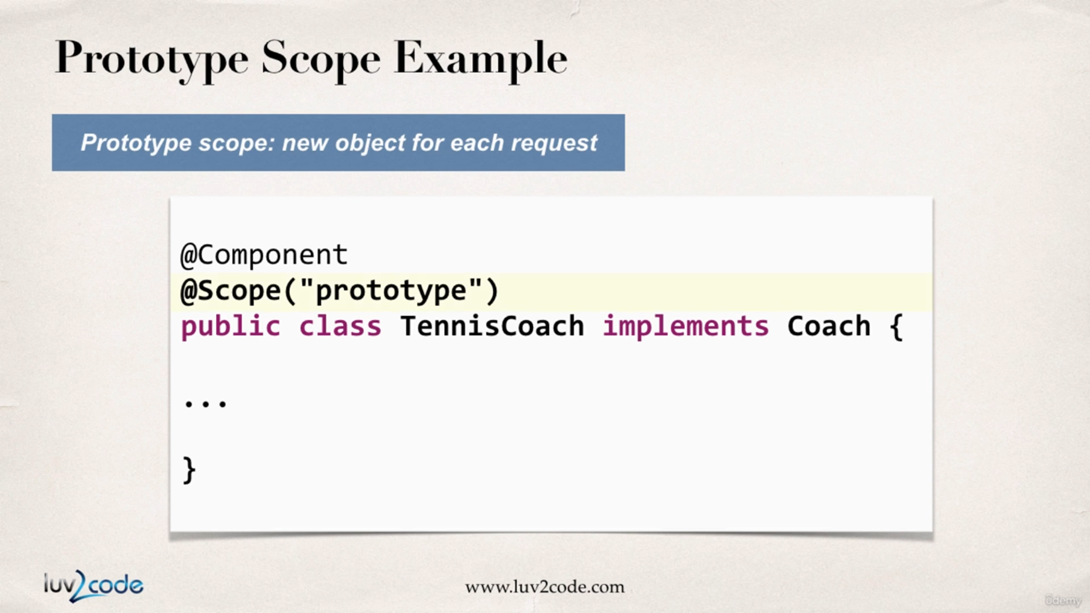 Prototype Scope Example
Prototype scope: new object for each request
@Component
@Scope("prototype")
public class TennisCoach implements Coach {
...
}
luv2code
www.luv2code.com
Udemy